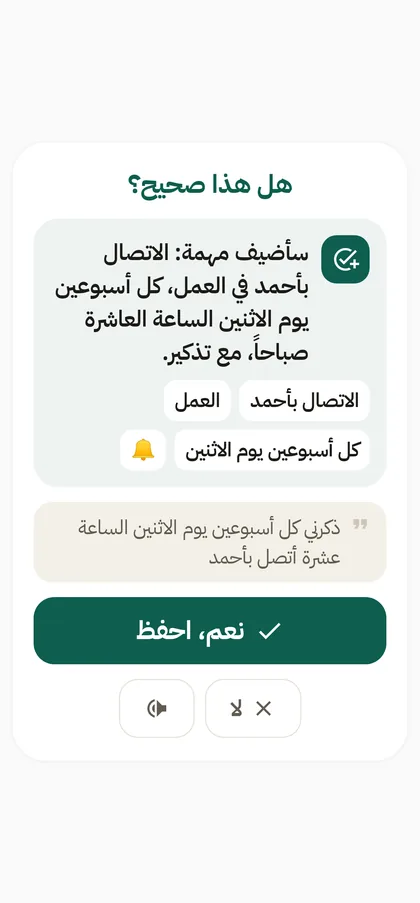 هل هذا صحيح؟
سأضيف مهمة: الاتصال
بأحمد في العمل، كل أسبوعين
يوم الاثنين الساعة العاشرة
صباحاً، مع تذكير.
الاتصال بأحمد
العمل
كل أسبوعين يوم الاثنين
ذكرني كل أسبوعين يوم الاثنين الساعة
عشرة أتصل بأحمد
نعم، احفظ
لا